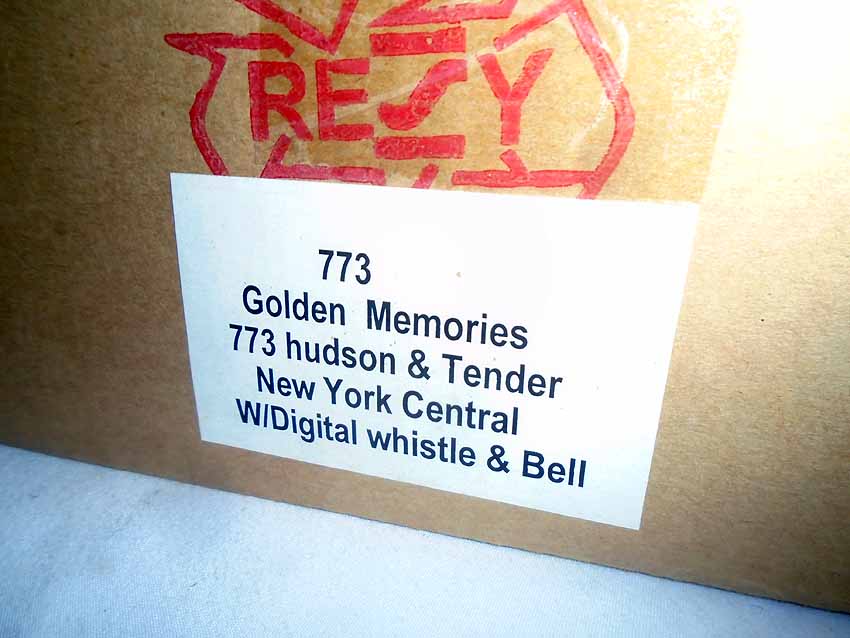 RESY
773
Golden Memories
773 hudson & Tender
New York Central
W/Digital whistle & Bell